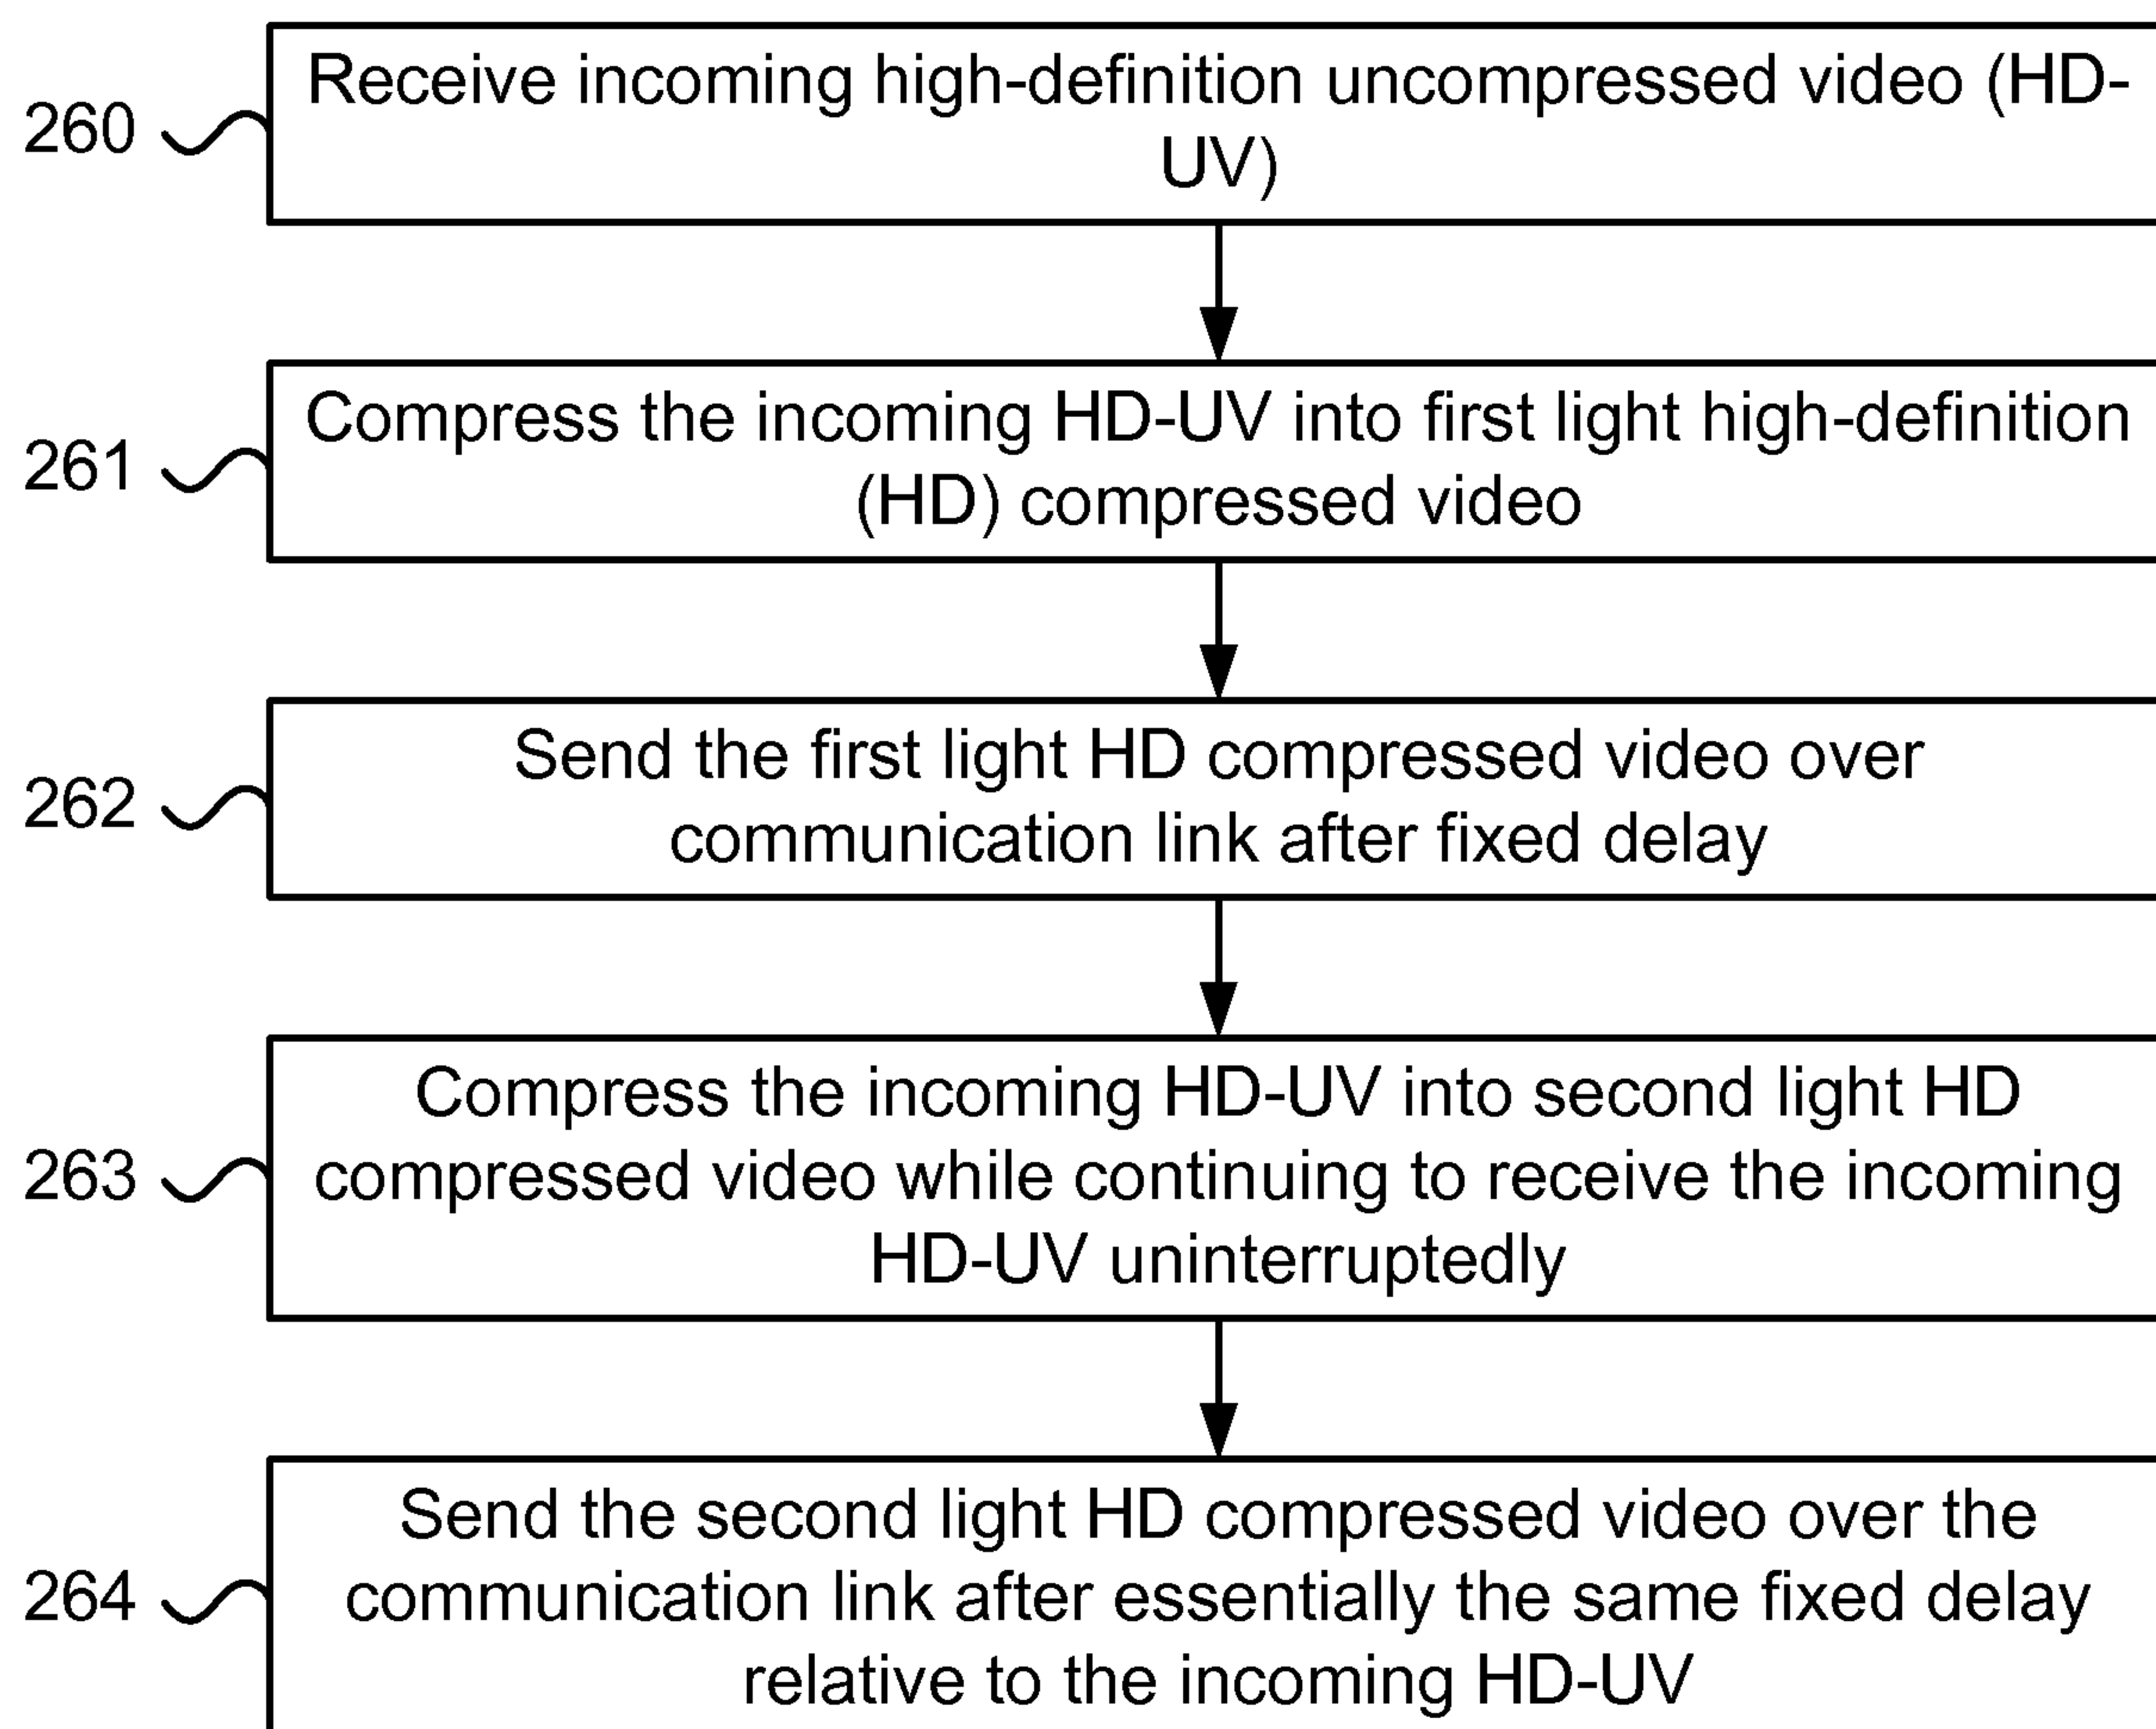 Receive incoming high-definition uncompressed video (HD-
UV)
260
Compress the incoming HD-UV into first light high-definition
(HD) compressed video
261
Send the first light HD compressed video over
communication link after fixed delay
262
Compress the incoming HD-UV into second light HD
compressed video while continuing to receive the incoming
HD-UV uninterruptedly
263
Send the second light HD compressed video over the
communication link after essentially the same fixed delay
relative to the incoming HD-UV
264